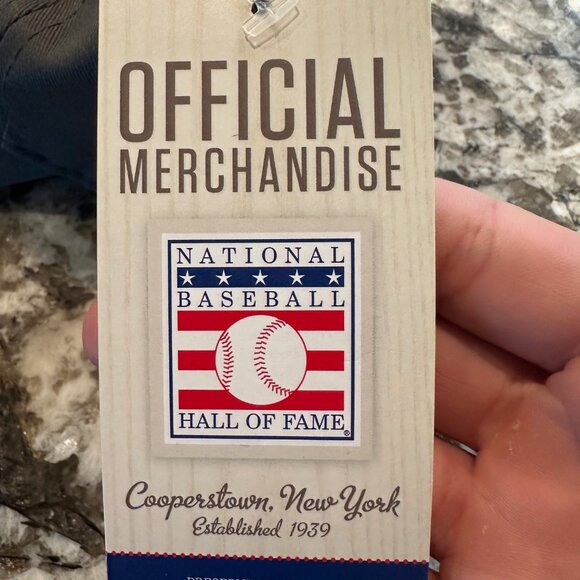 OFFICIAL
MERCHANDISE
NATIONAL
BASEBALL
HALL OF FAME
®
Cooperstown, New York
Established 1939